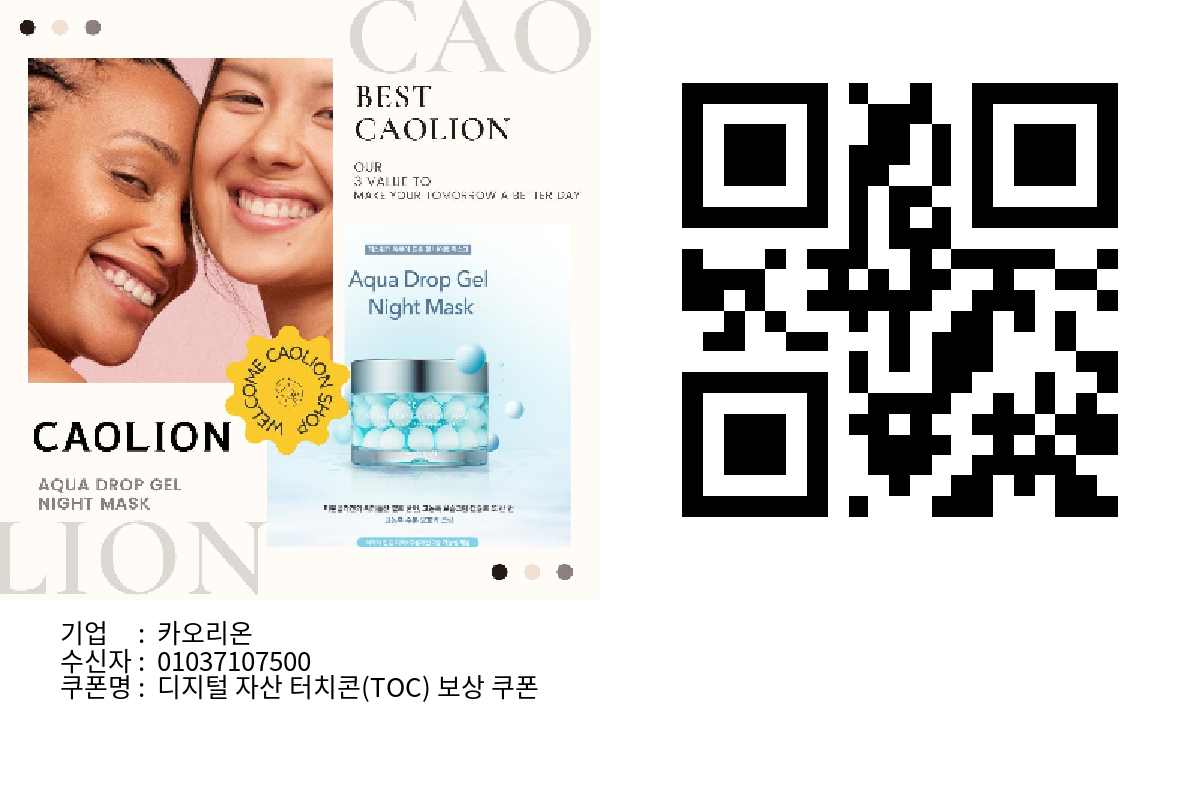 CAO
BEST
CAOLION
OUR
3 VALUE TO
MAKE YOUR TOMORROW A BETTER DAY
Aqua Drop Gel
Night Mask
WELCOME CAOLION SHOP
CAOLION
AQUA DROP GEL
NIGHT MASK
LION
기업 : 카오리온
수신자 : 01037107500
쿠폰명 : 디지털 자산 터치콘(TOC) 보상 쿠폰